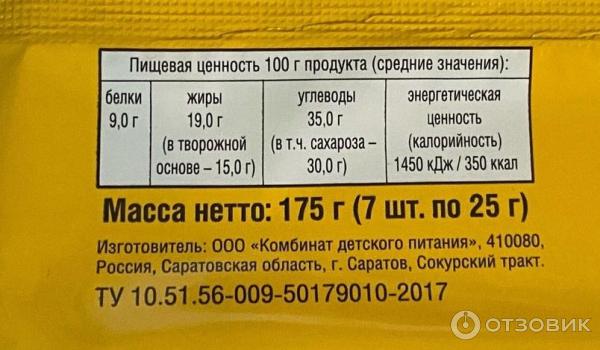 Пищевая ценность 100 г продукта (средние значения):
белки
9,0 г
жиры
19,0 г
(в творожной
основе – 15,0 г)
углеводы
35,0 г
(в т.ч. сахароза –
30,0 г)
энергетическая
ценность
(калорийность)
1450 кДж / 350 ккал
Масса нетто: 175 г (7 шт. по 25 г)
Изготовитель: ООО «Комбинат детского питания», 410080,
Россия, Саратовская область, г. Саратов, Сокурский тракт.
ТУ 10.51.56-009-50179010-2017
ОТЗОВИК